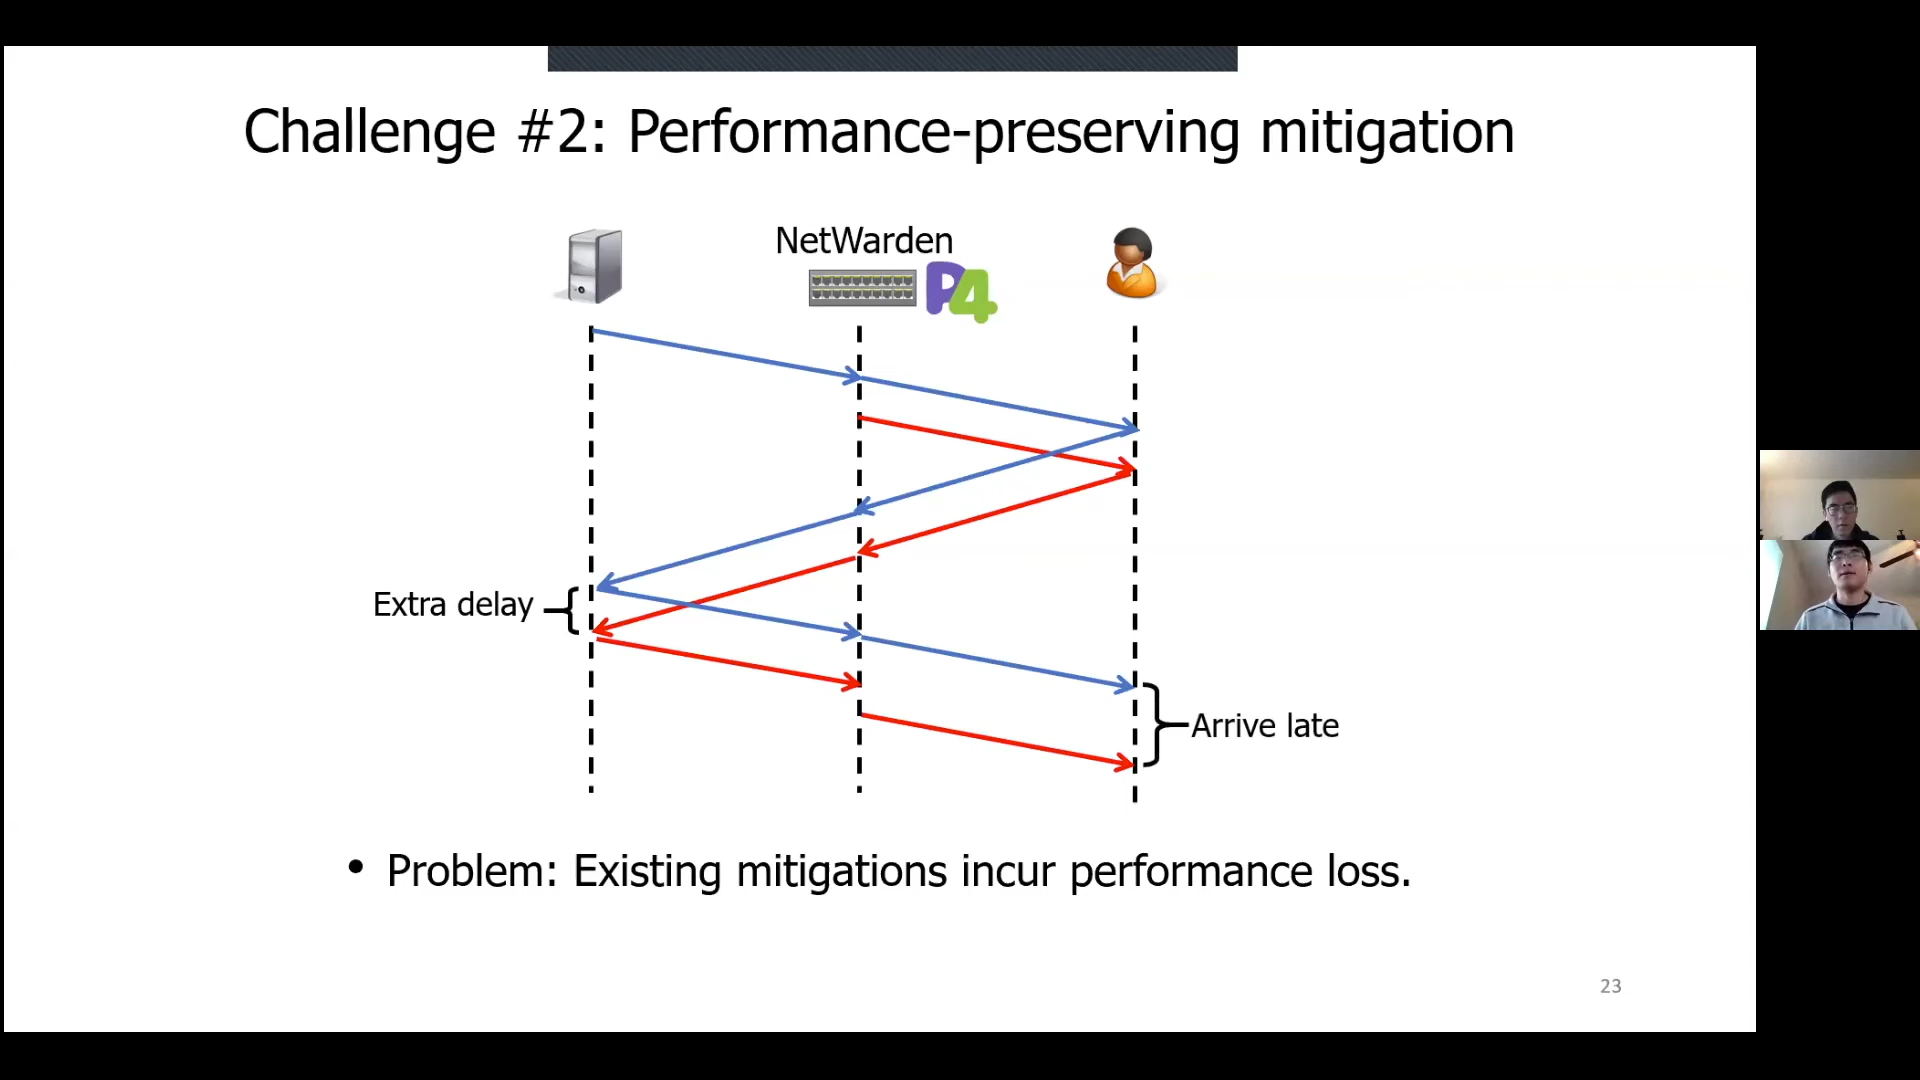 Challenge #2: Performance-preserving mitigation
NetWarden
P4
Extra delay
Arrive late
• Problem: Existing mitigations incur performance loss.
23